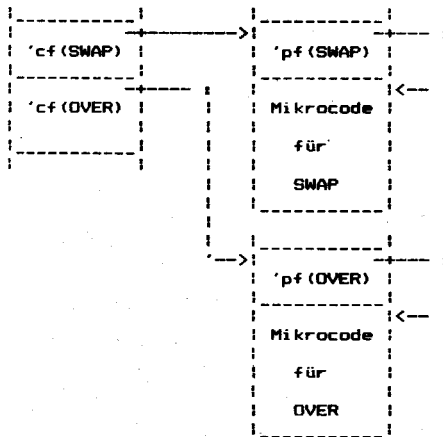 'cf(SWAP)
'cf(OVER)
'pf(SWAP)
Mikrocode
für
SWAP
'pf(OVER)
Mikrocode
für
OVER